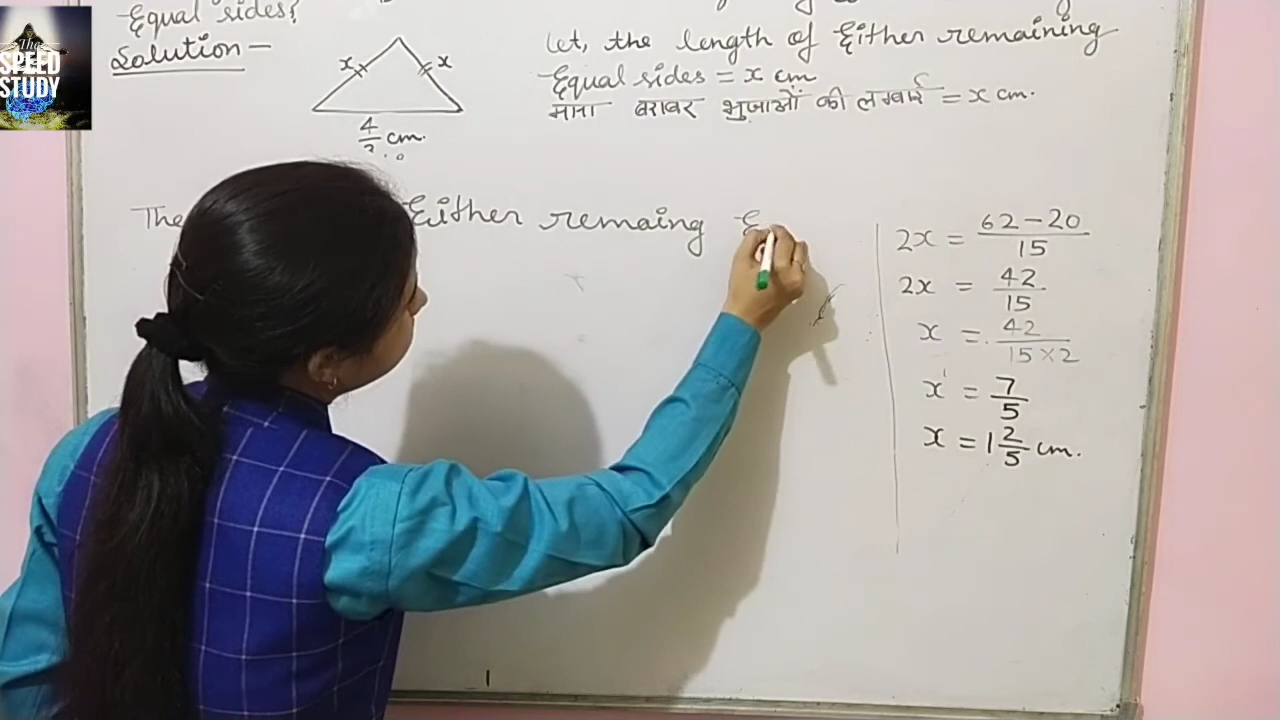 Equal sides?
The
SPEED
STUDY
Solution —
x
x
4/3 cm.
Let, the length of Either remaining
Equal sides = x cm
माना बराबर भुजाओं की लम्बाई = x cm.
The
Either remaing E
2x = 62 - 20 / 15
2x = 42 / 15
x = 42 / 15 × 2
x = 7 / 5
x = 1 2/5 cm.